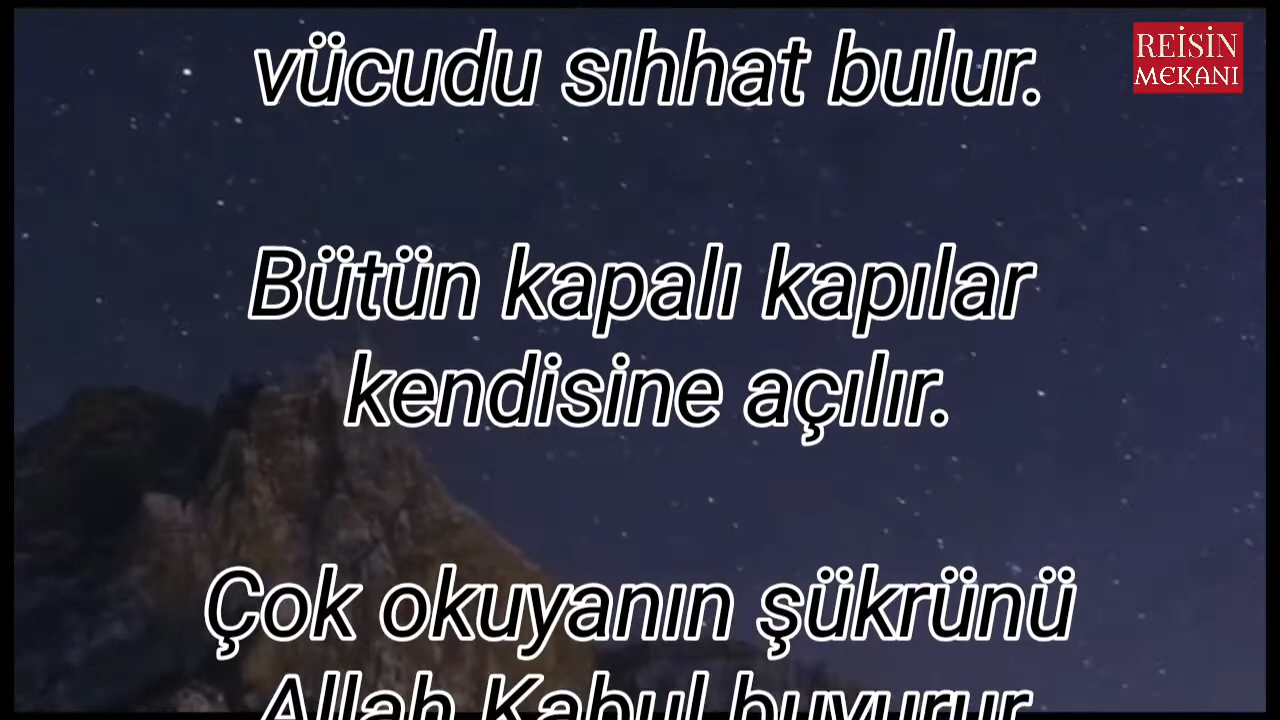 REİSİN
MEKANI
vücudu sıhhat bulur.
Bütün kapalı kapılar
kendisine açılır.
Çok okuyanın şükrünü
Allah Kabul buyurur